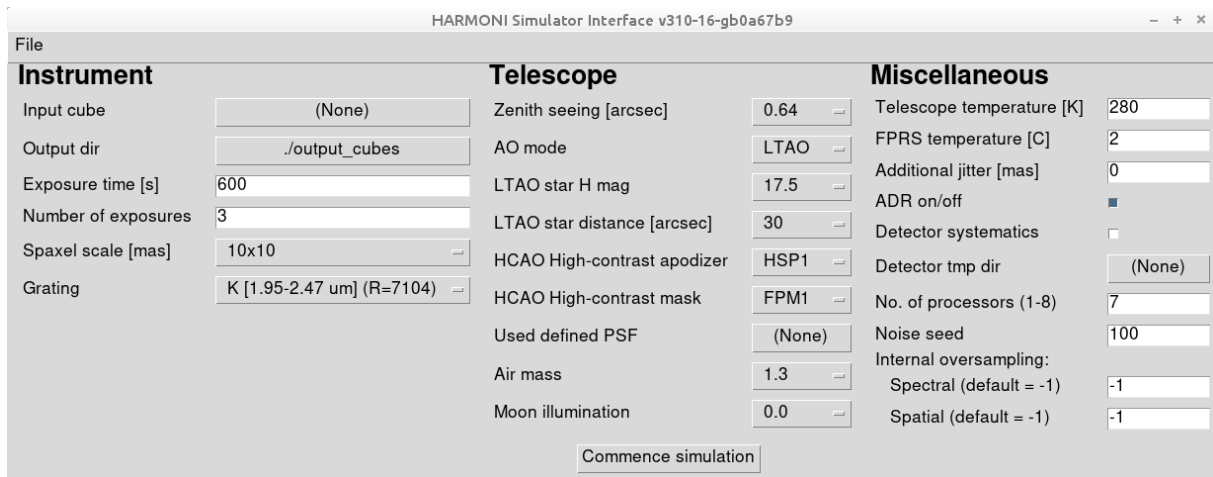 HARMONI Simulator Interface v310-16-gb0a67b9
File
Instrument
Input cube (None)
Output dir ./output_cubes
Exposure time [s] 600
Number of exposures 3
Spaxel scale [mas] 10x10
Grating K [1.95-2.47 um] (R=7104)
Telescope
Zenith seeing [arcsec] 0.64
AO mode LTAO
LTAO star H mag 17.5
LTAO star distance [arcsec] 30
HCAO High-contrast apodizer HSP1
HCAO High-contrast mask FPM1
Used defined PSF (None)
Air mass 1.3
Moon illumination 0.0
Miscellaneous
Telescope temperature [K] 280
FPRS temperature [C] 2
Additional jitter [mas] 0
ADR on/off
Detector systematics
Detector tmp dir (None)
No. of processors (1-8) 7
Noise seed 100
Internal oversampling:
Spectral (default = -1) -1
Spatial (default = -1) -1
Commence simulation